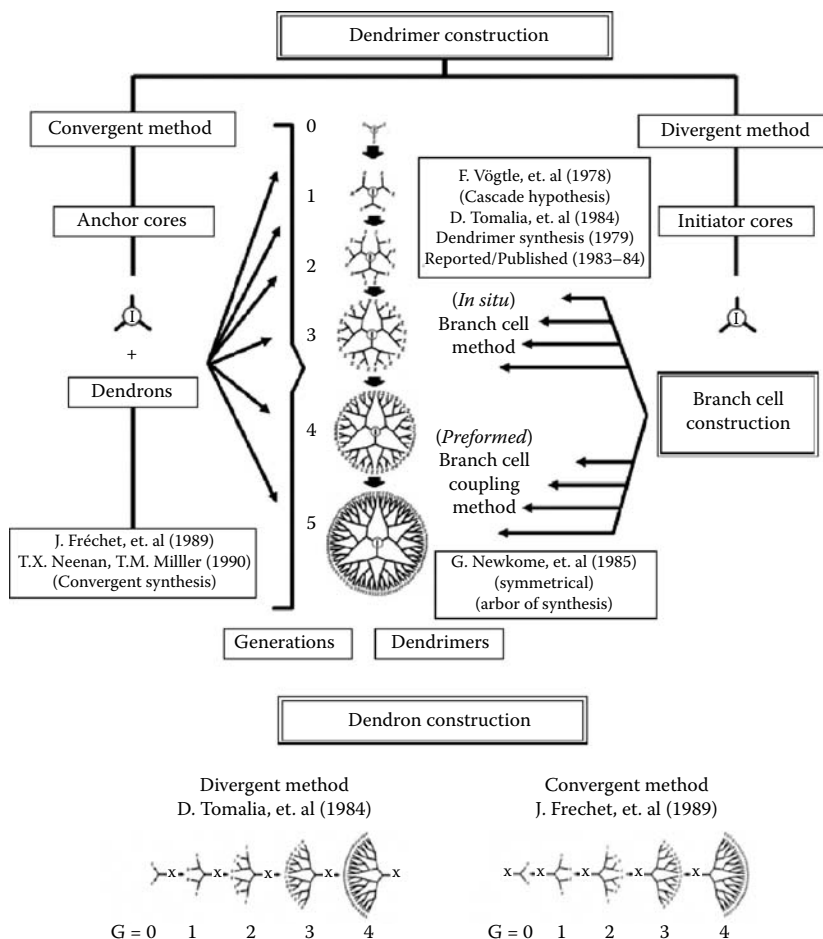 Dendrimer construction
Convergent method
Anchor cores
I
+
Dendrons
J. Fréchet, et. al (1989)
T.X. Neenan, T.M. Milller (1990)
(Convergent synthesis)
0
1
2
3
4
5
I
I
I
I
I
I
Generations
Dendrimers
Divergent method
F. Vögtle, et. al (1978)
(Cascade hypothesis)
D. Tomalia, et. al (1984)
Dendrimer synthesis (1979)
Reported/Published (1983–84)
Initiator cores
I
(In situ)
Branch cell
method
Branch cell
construction
(Preformed)
Branch cell
coupling
method
G. Newkome, et. al (1985)
(symmetrical)
(arbor of synthesis)
Dendron construction
Divergent method
D. Tomalia, et. al (1984)
X X X X X
G = 0 1 2 3 4
Convergent method
J. Frechet, et. al (1989)
X X X X X
G = 0 1 2 3 4